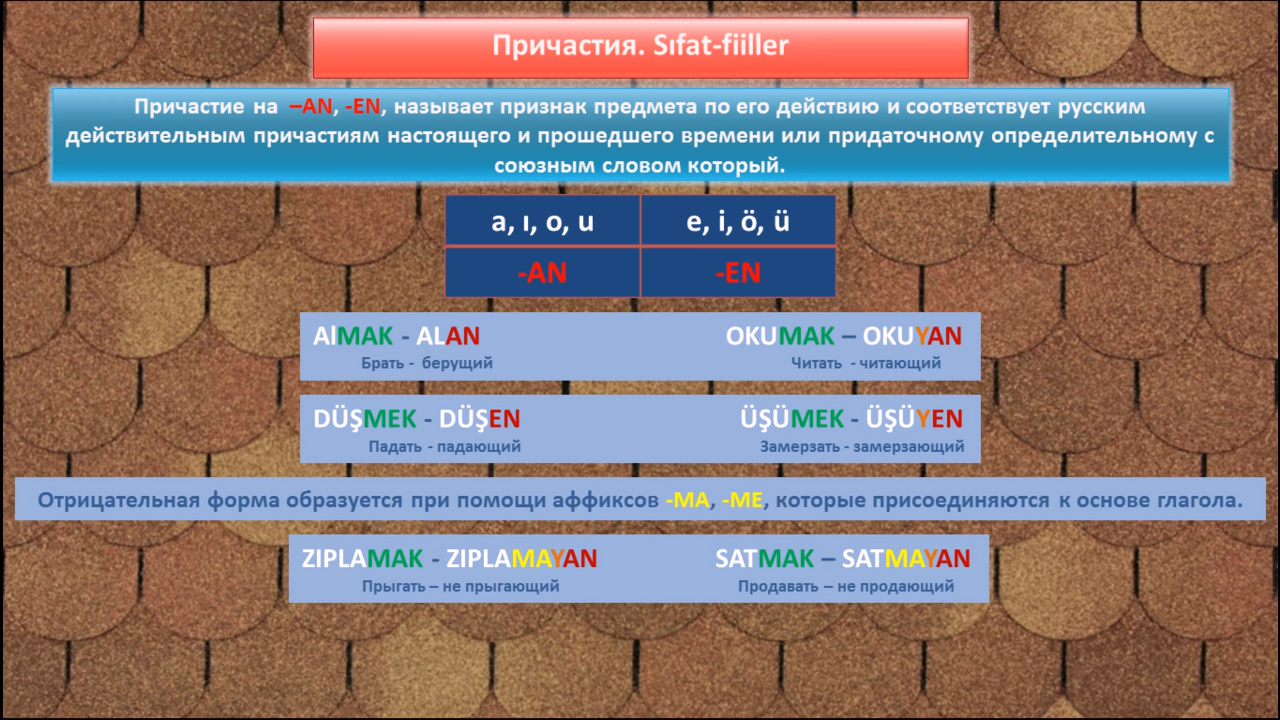 Причастия. Sıfat-fiiller
Причастие на –AN, -EN, называет признак предмета по его действию и соответствует русским
действительным причастиям настоящего и прошедшего времени или придаточному определительному с
союзным словом который.
a, ı, o, u e, i, ö, ü
-AN -EN
AlMAK - ALAN OKUMAK – OKUYAN
Брать - берущий Читать - читающий
DÜŞMEK - DÜŞEN ÜŞÜMEK - ÜŞÜYEN
Падать - падающий Замерзать - замерзающий
Отрицательная форма образуется при помощи аффиксов -MA, -ME, которые присоединяются к основе глагола.
ZIPLAMAK - ZIPLAMAYAN SATMAK – SATMAYAN
Прыгать – не прыгающий Продавать – не продающий